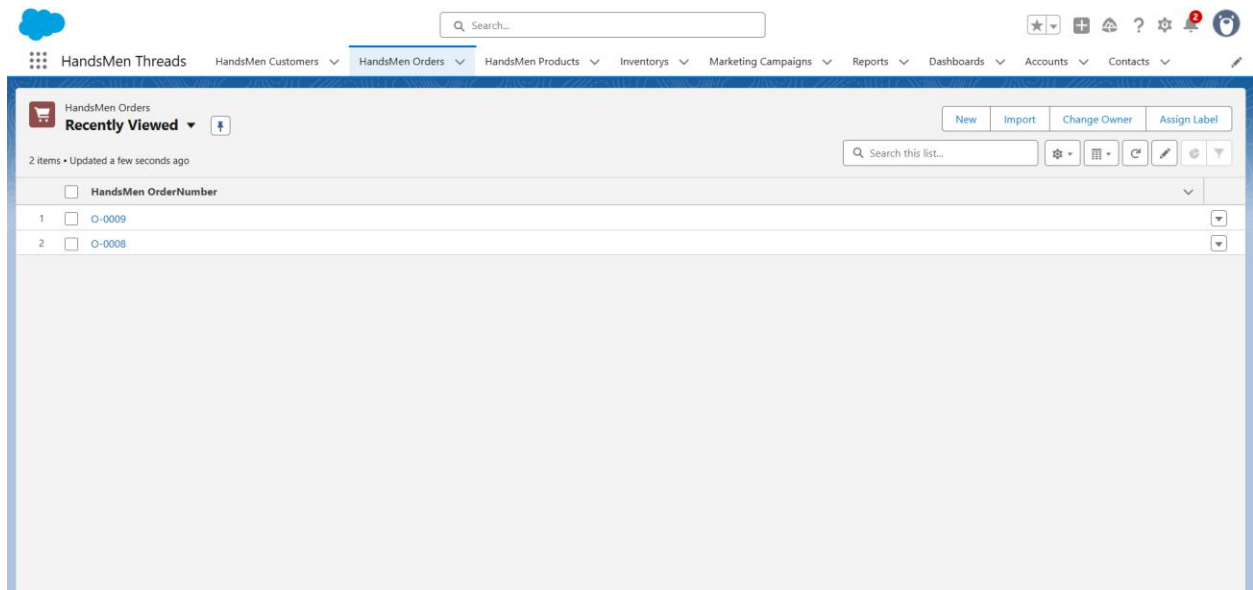 Search...
2
HandsMen Threads HandsMen Customers HandsMen Orders HandsMen Products Inventorys Marketing Campaigns Reports Dashboards Accounts Contacts
HandsMen Orders
Recently Viewed
New Import Change Owner Assign Label
2 items • Updated a few seconds ago
Search this list...
HandsMen OrderNumber
1 O-0009
2 O-0008